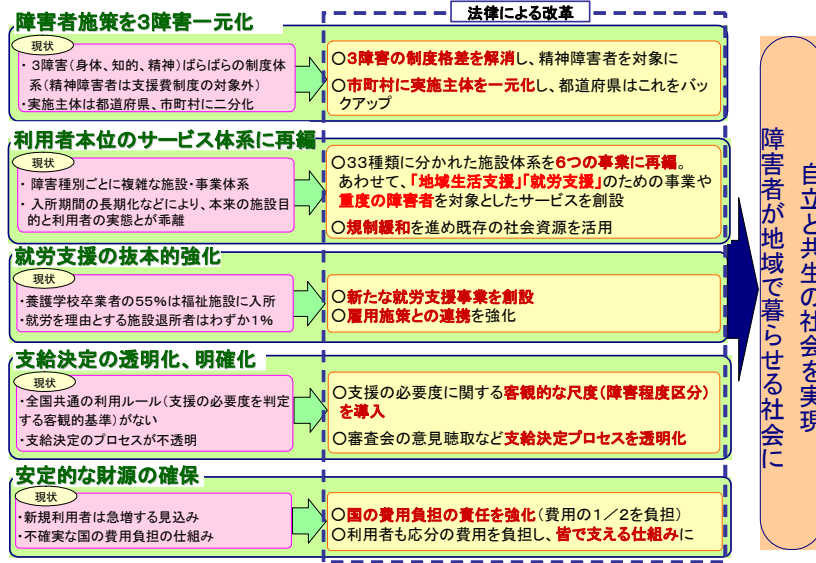 法律による改革
障害者施策を3障害一元化
現状
・ 3障害(身体、知的、精神)ばらばらの制度体
系(精神障害者は支援費制度の対象外)
・実施主体は都道府県、市町村に二分化
○3障害の制度格差を解消し、精神障害者を対象に
○市町村に実施主体を一元化し、都道府県はこれをバッ
クアップ
利用者本位のサービス体系に再編
現状
・ 障害種別ごとに複雑な施設・事業体系
・ 入所期間の長期化などにより、本来の施設目
的と利用者の実態とが乖離
○33種類に分かれた施設体系を6つの事業に再編。
あわせて、「地域生活支援」「就労支援」のための事業や
重度の障害者を対象としたサービスを創設
○規制緩和を進め既存の社会資源を活用
就労支援の抜本的強化
現状
・養護学校卒業者の55%は福祉施設に入所
・就労を理由とする施設退所者はわずか1%
○新たな就労支援事業を創設
○雇用施策との連携を強化
支給決定の透明化、明確化
現状
・全国共通の利用ルール(支援の必要度を判定
する客観的基準)がない
・支給決定のプロセスが不透明
○支援の必要度に関する客観的な尺度(障害程度区分)
を導入
○審査会の意見聴取など支給決定プロセスを透明化
安定的な財源の確保
現状
・新規利用者は急増する見込み
・不確実な国の費用負担の仕組み
○国の費用負担の責任を強化(費用の1/2を負担)
○利用者も応分の費用を負担し、皆で支える仕組みに
障害者が地域で暮らせる社会に
自立と共生の社会を実現